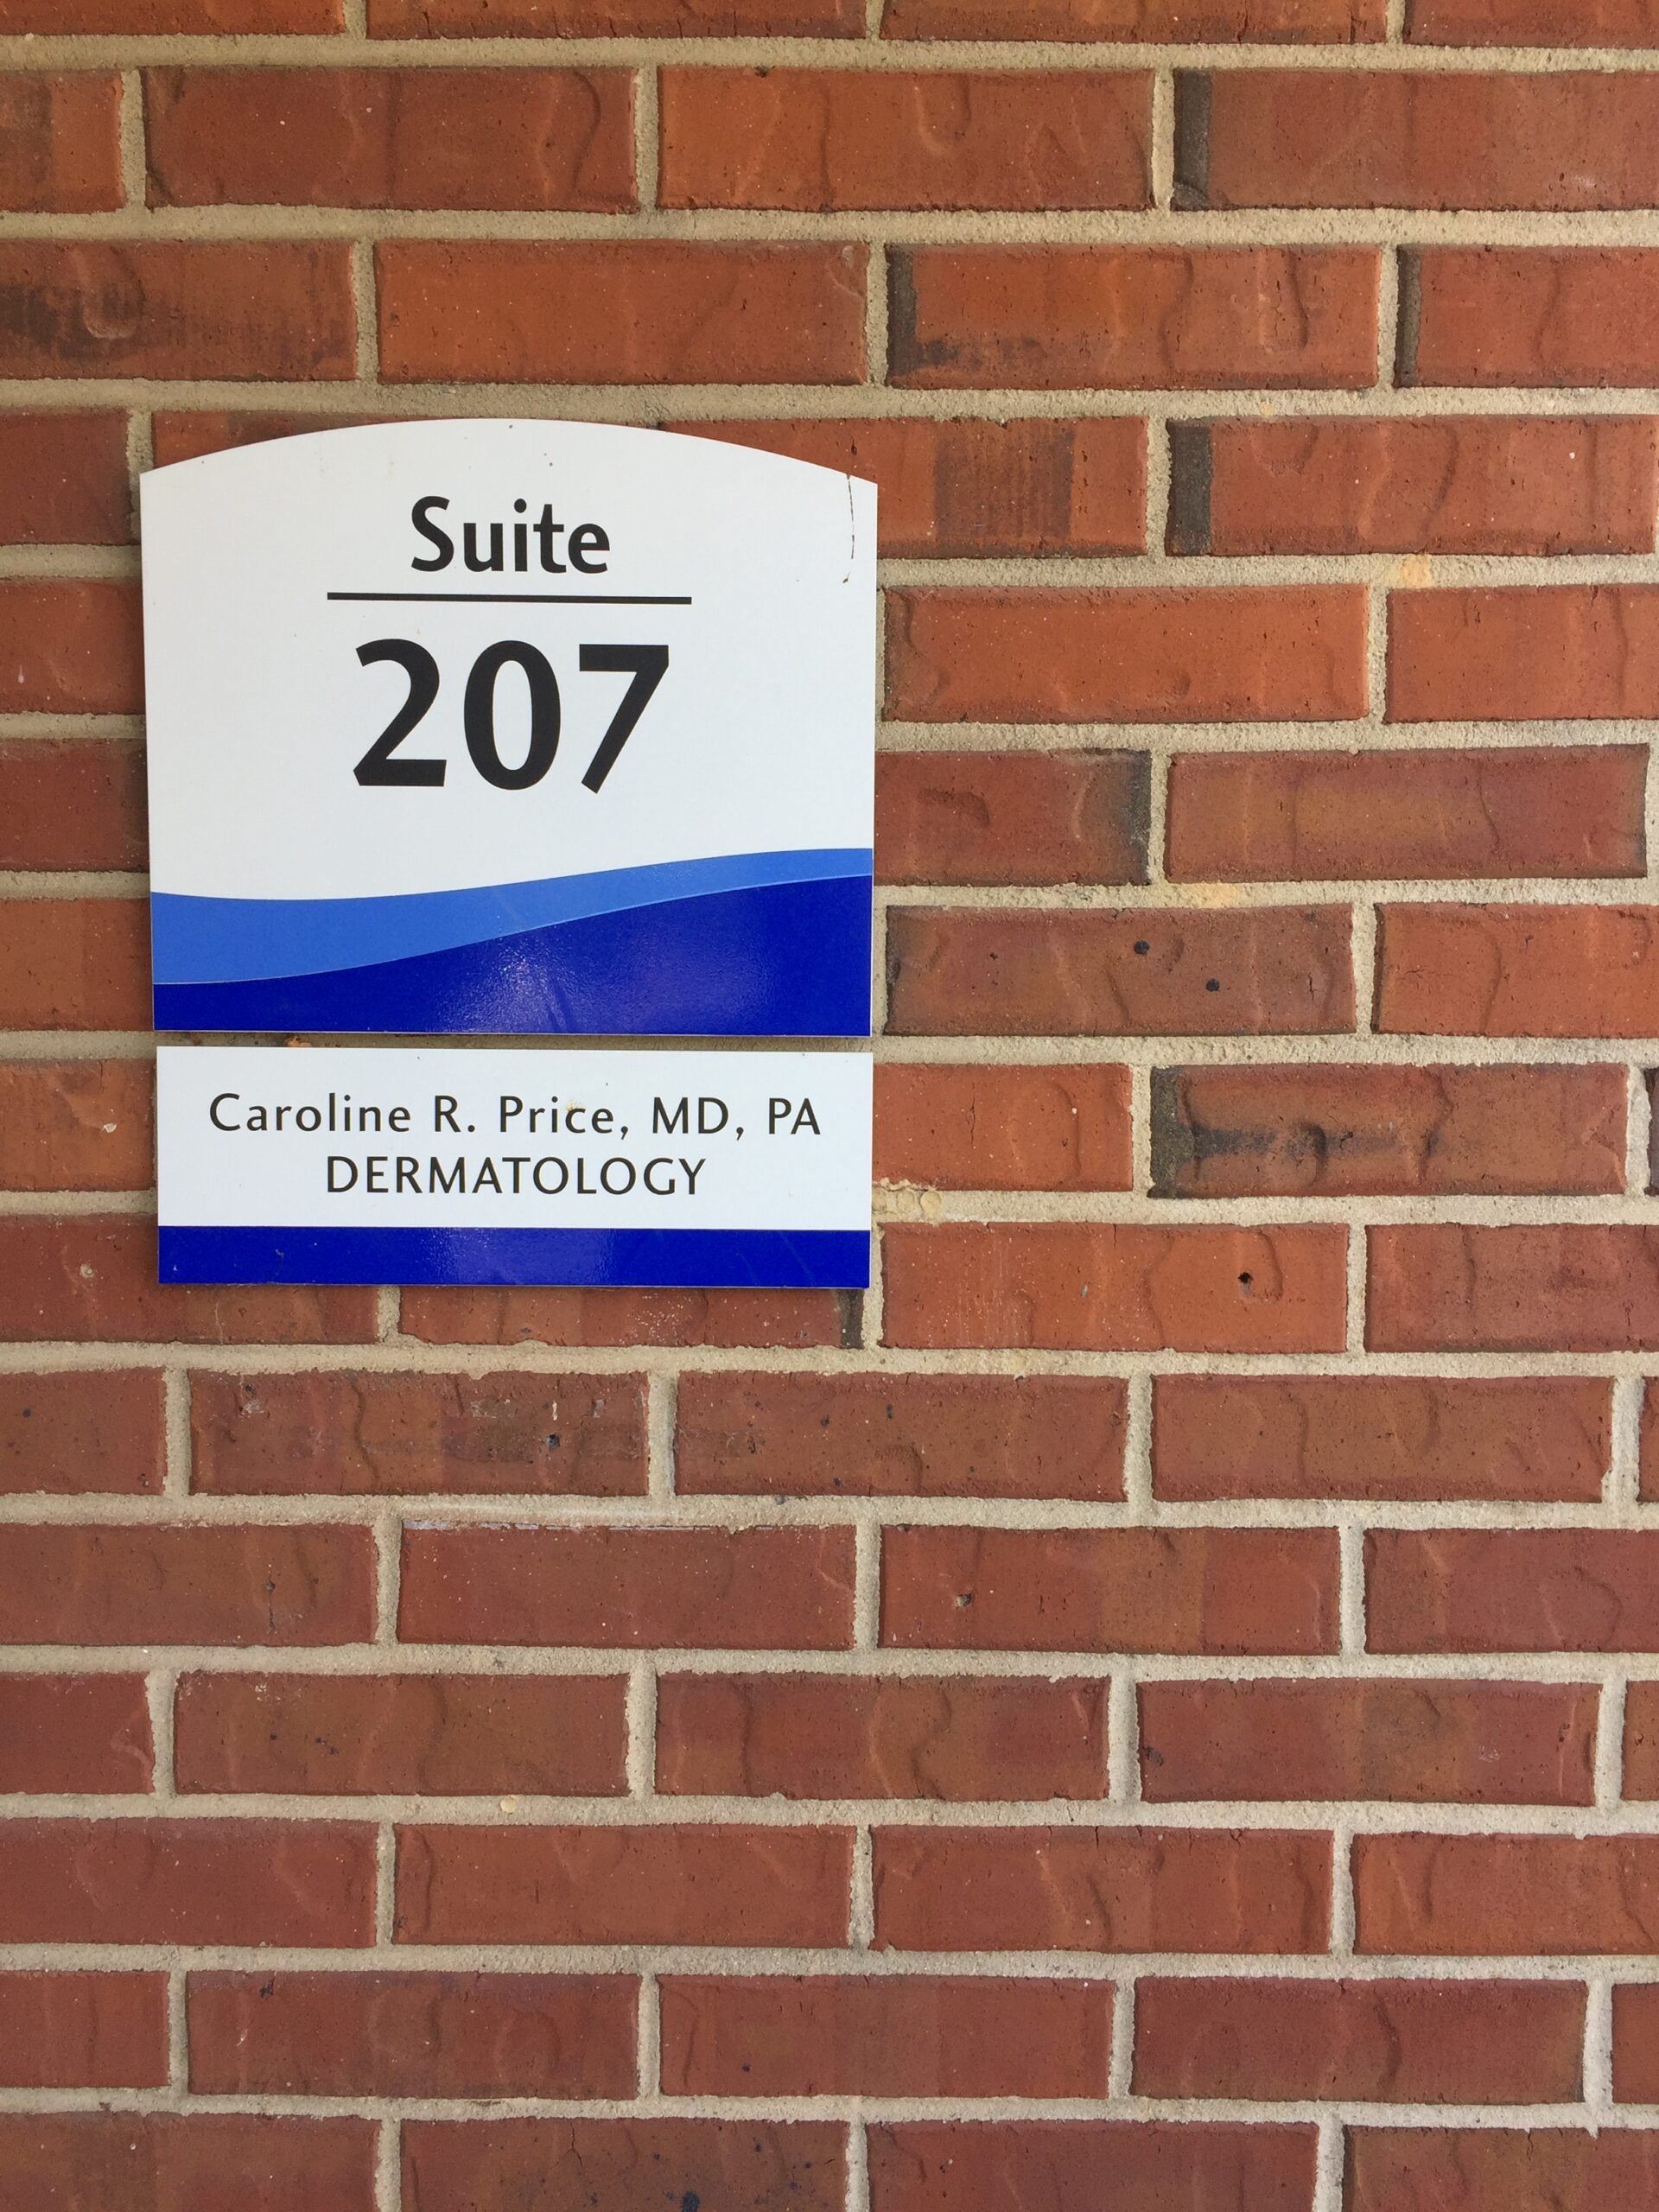 Suite
207
Caroline R. Price, MD, PA
DERMATOLOGY